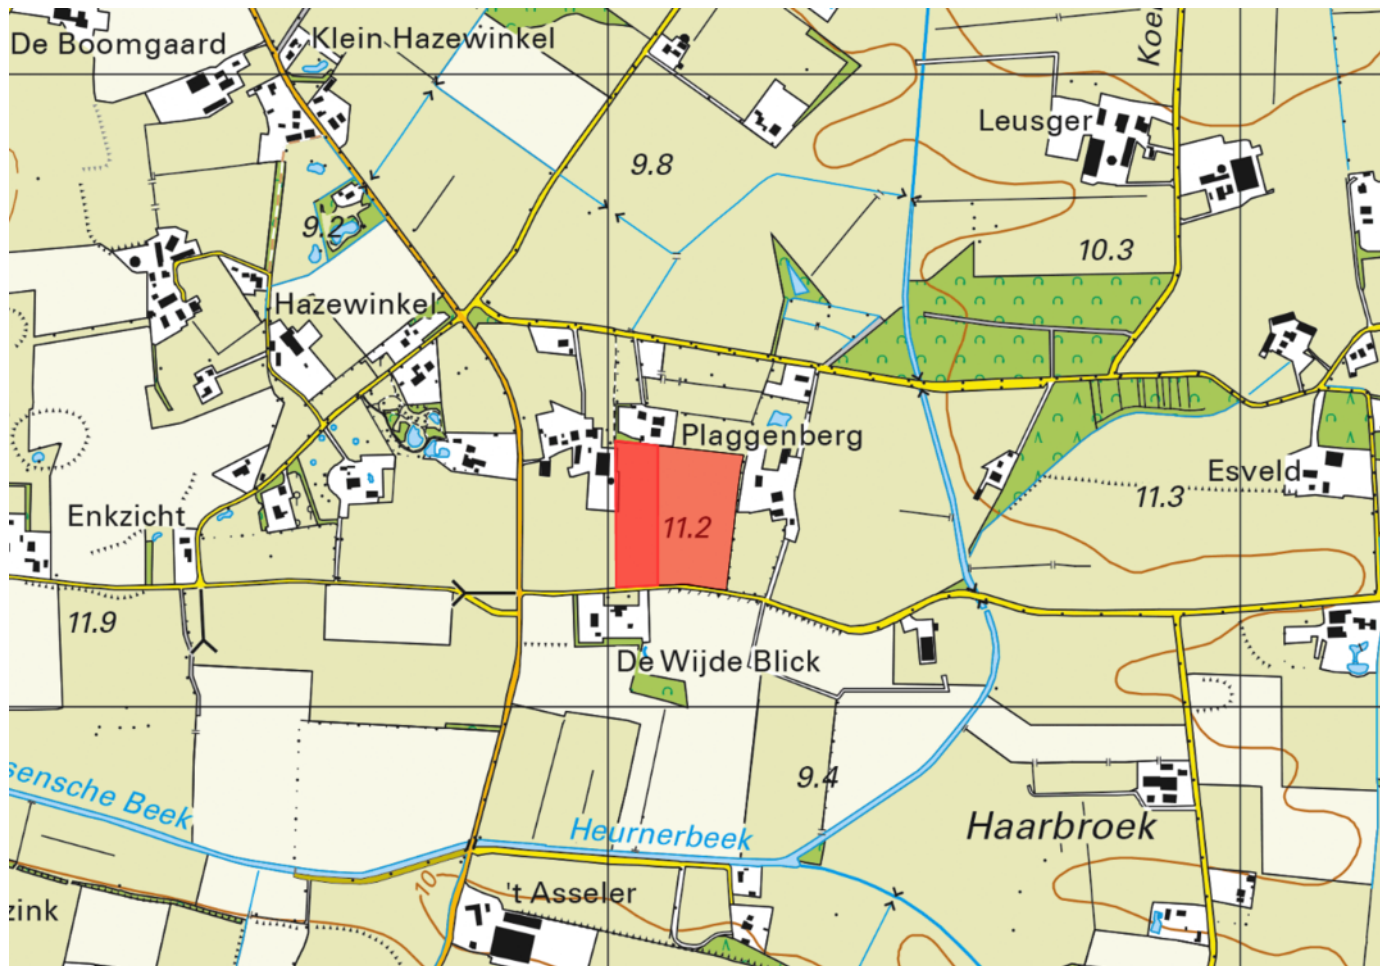 De Boomgaard
Klein Hazewinkel
Koe
Leusger
9.8
9.2
10.3
Hazewinkel
Plaggenberg
Esveld
11.3
Enkzicht
11.2
11.9
De Wijde Blick
9.4
sensche Beek
Heurnerbeek
Haarbroek
10
't Asseler
zink